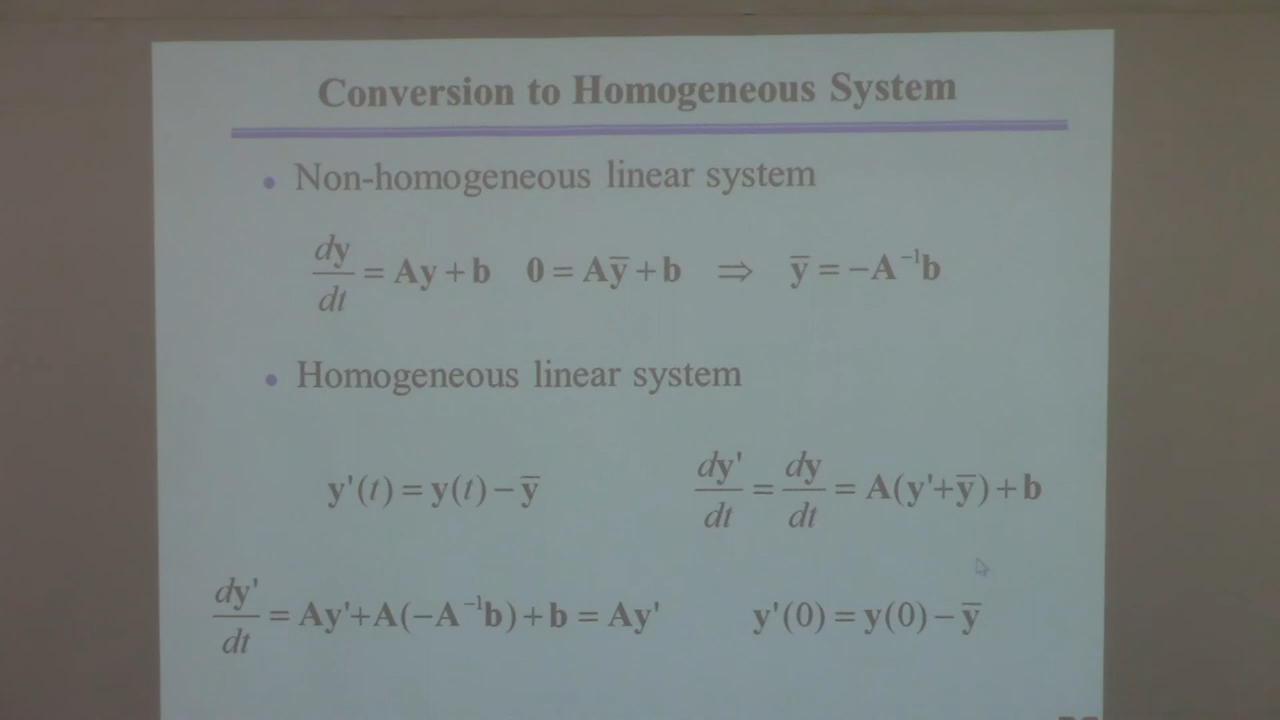 Conversion to Homogeneous System
• Non-homogeneous linear system
dy/dt = Ay + b   0 = Aȳ + b   ⇒   ȳ = −A⁻¹b
• Homogeneous linear system
y'(t) = y(t) − ȳ   dy'/dt = dy/dt = A(y'+ȳ) + b
dy'/dt = Ay'+A(−A⁻¹b) + b = Ay'   y'(0) = y(0) − ȳ